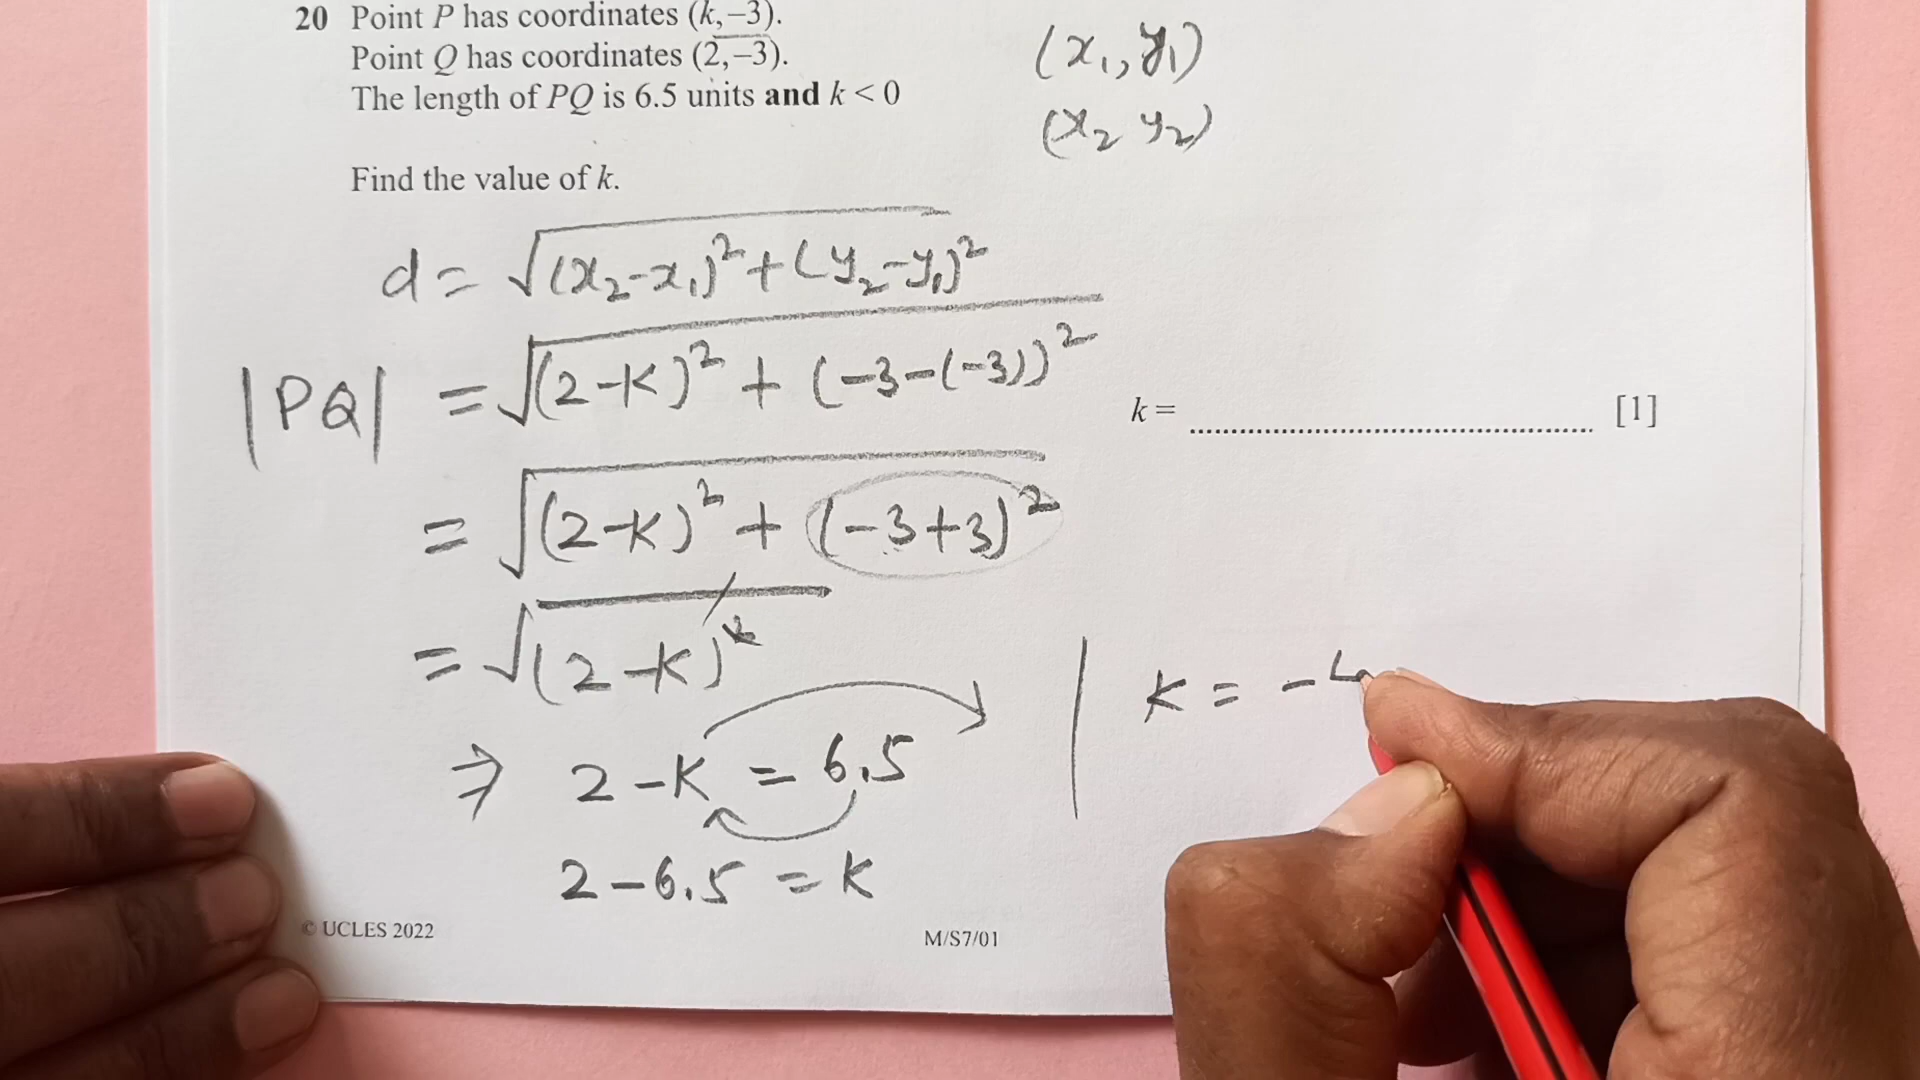 20 Point P has coordinates (k,−3).
Point Q has coordinates (2,−3).
The length of PQ is 6.5 units and k < 0
Find the value of k.
(x₁, y₁)
(x₂ y₂)
d = √(x₂-x₁)² + (y₂-y₁)²
|PQ| = √(2-K)² + (-3-(-3))²
= √(2-K)² + (-3+3)²
= √(2-K)²
⇒ 2-K = 6.5
2-6.5 = K
k = ........................................ [1]
K = -4
© UCLES 2022
M/S7/01